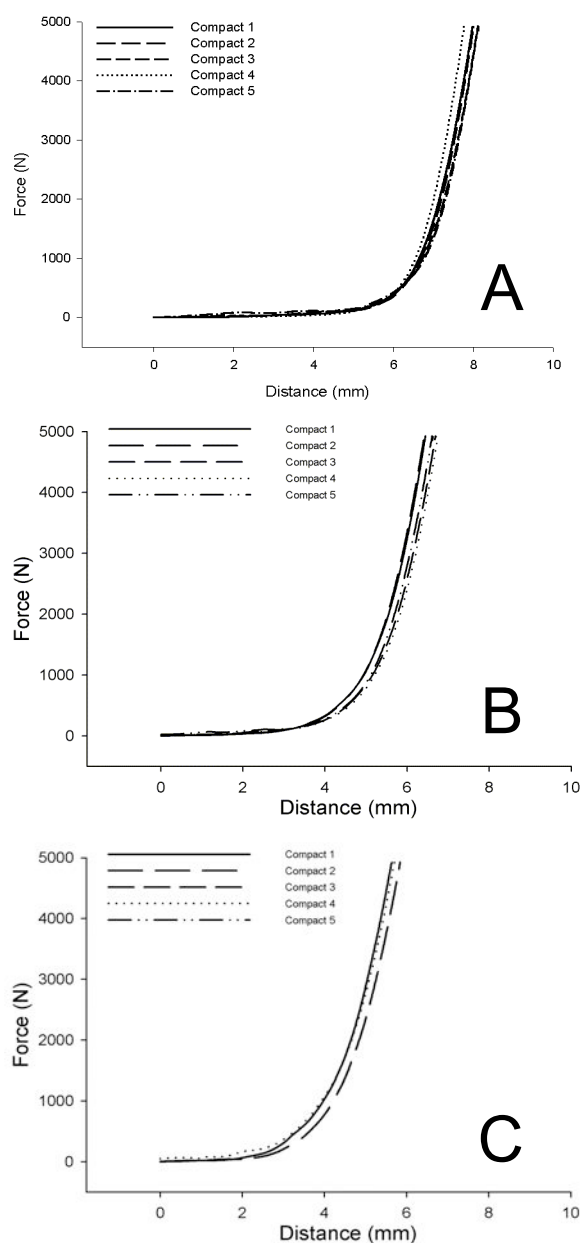 5000
Compact 1
Compact 2
Compact 3
4000
Compact 4
Compact 5
3000
Force (N)
2000
1000
A
0
0 2 4 6 8 10
Distance (mm)
5000
Compact 1
Compact 2
Compact 3
4000
Compact 4
Compact 5
3000
Force (N)
2000
1000
B
0
0 2 4 6 8 10
Distance (mm)
5000
Compact 1
Compact 2
Compact 3
4000
Compact 4
Compact 5
3000
Force (N)
2000
1000
C
0
0 2 4 6 8 10
Distance (mm)